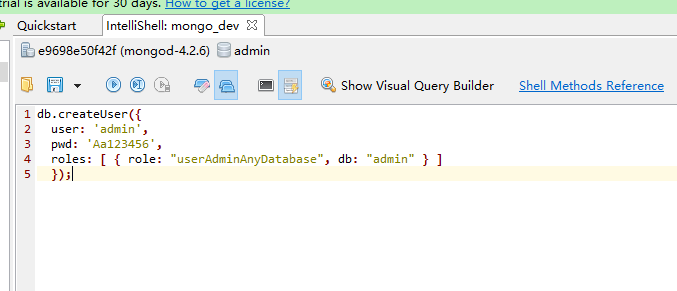 trial is available for 30 days. How to get a license?
Quickstart IntelliShell: mongo_dev
e9698e50f42f (mongod-4.2.6) admin
Show Visual Query Builder Shell Methods Reference
1 db.createUser({
2 user: 'admin',
3 pwd: 'Aa123456',
4 roles: [ { role: "userAdminAnyDatabase", db: "admin" } ]
5 });